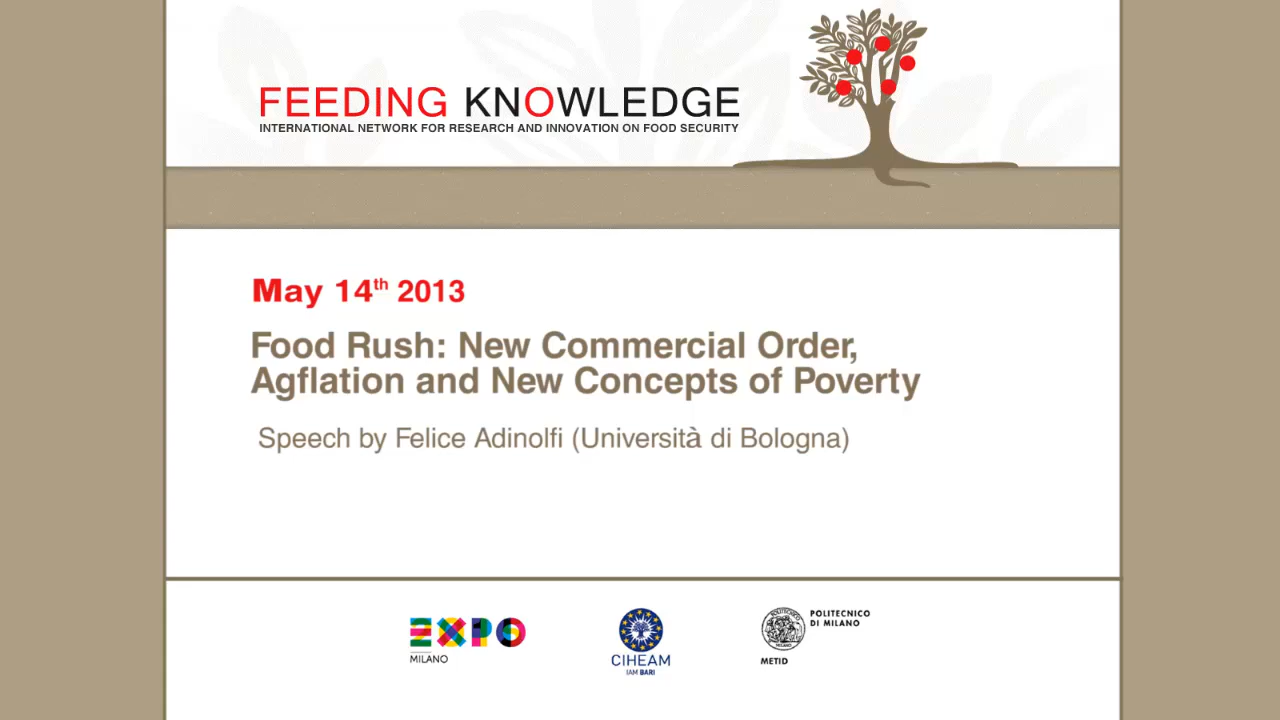 FEEDING KNOWLEDGE
INTERNATIONAL NETWORK FOR RESEARCH AND INNOVATION ON FOOD SECURITY
May 14th 2013
Food Rush: New Commercial Order,
Agflation and New Concepts of Poverty
Speech by Felice Adinolfi (Università di Bologna)
EXPO
MILANO
CIHEAM
IAM BARI
POLITECNICO
MILANO
POLITECNICO
DI MILANO
METID